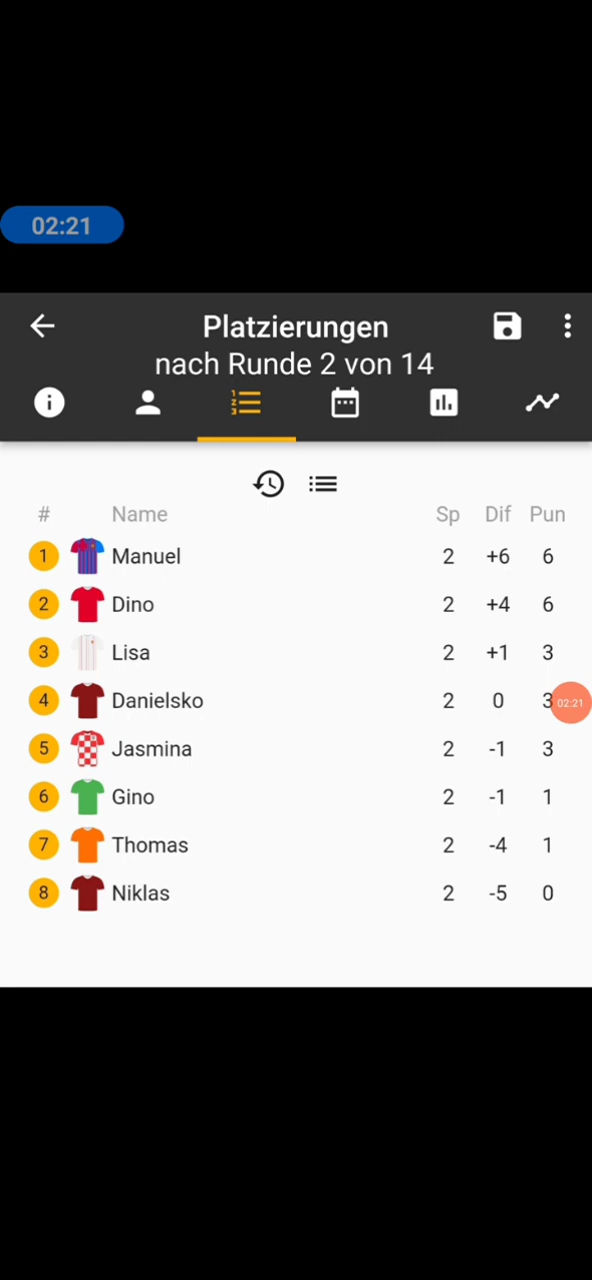 02:21
Platzierungen
nach Runde 2 von 14
# Name Sp Dif Pun
1 Manuel 2 +6 6
2 Dino 2 +4 6
3 Lisa 2 +1 3
4 Danielsko 2 0 3
02:21
5 Jasmina 2 -1 3
6 Gino 2 -1 1
7 Thomas 2 -4 1
8 Niklas 2 -5 0